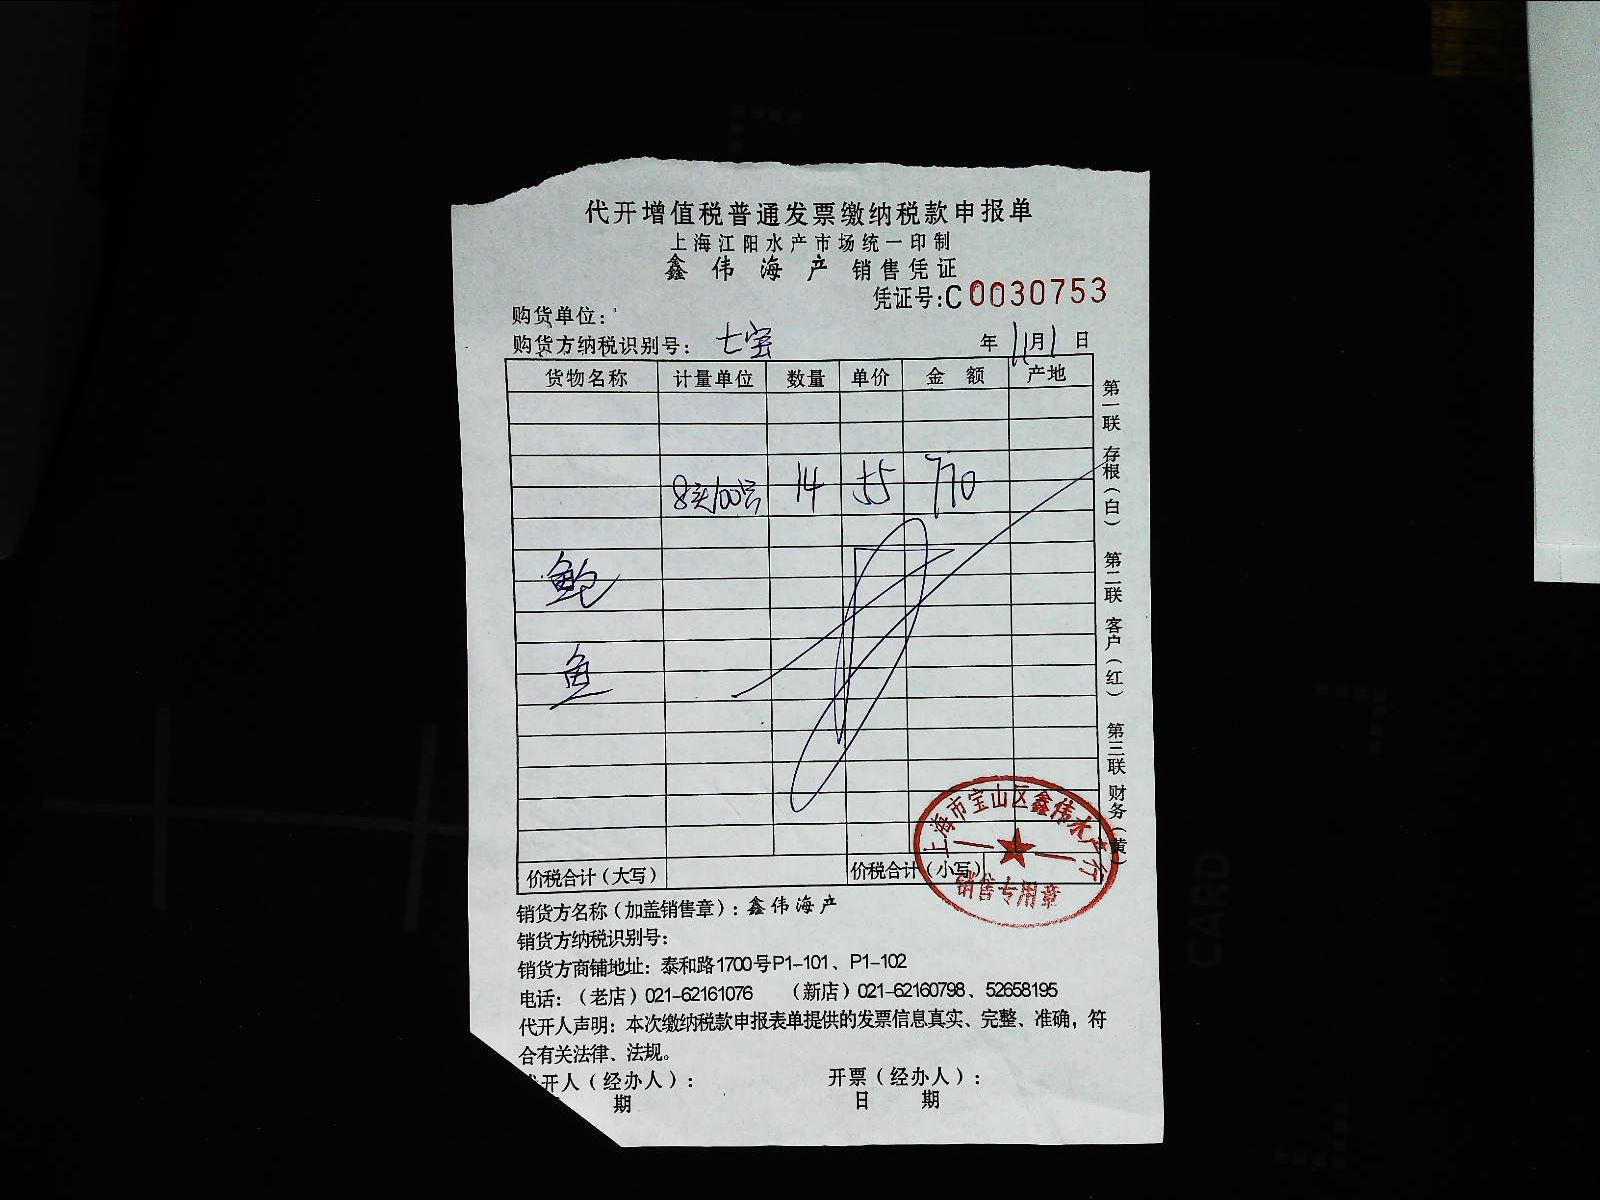 代开增值税普通发票缴纳税款申报单
上海江阳水产市场统一印制
鑫伟海产 销售凭证
凭证号:C0030753
购货单位:
购货方纳税识别号: 七宝 年11月1日
货物名称 计量单位 数量 单价 金额 产地
14 55 770
鲍
鱼
价税合计(大写) 价税合计(小写)
第一联 存根(白) 第二联 客户(红) 第三联 财务(黄)
上海市宝山区鑫伟水产行
销售专用章
销货方名称(加盖销售章): 鑫伟海产
销货方纳税识别号:
销货方商铺地址: 泰和路1700号P1-101、P1-102
电话: (老店)021-62161076 (新店)021-62160798、52658195
代开人声明: 本次缴纳税款申报表单提供的发票信息真实、完整、准确,符
合有关法律、法规。
代开人(经办人): 开票(经办人):
期 日 期